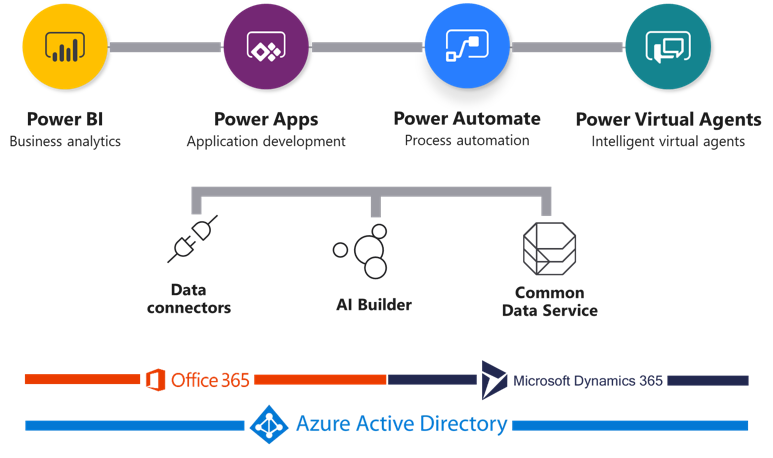 Power BI
Business analytics
Power Apps
Application development
Power Automate
Process automation
Power Virtual Agents
Intelligent virtual agents
Data
connectors
AI Builder
Common
Data Service
Office 365
Microsoft Dynamics 365
Azure Active Directory